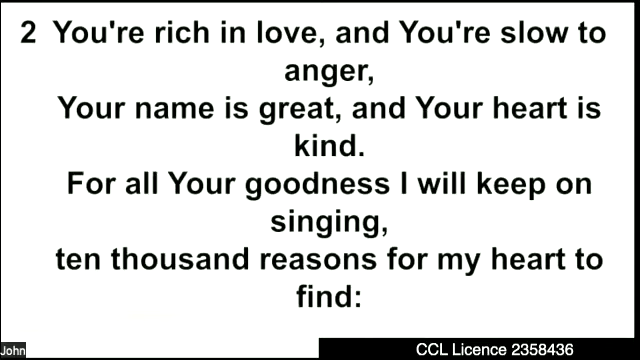 2 You're rich in love, and You're slow to
anger,
Your name is great, and Your heart is
kind.
For all Your goodness I will keep on
singing,
ten thousand reasons for my heart to
find:
John
CCL Licence 2358436